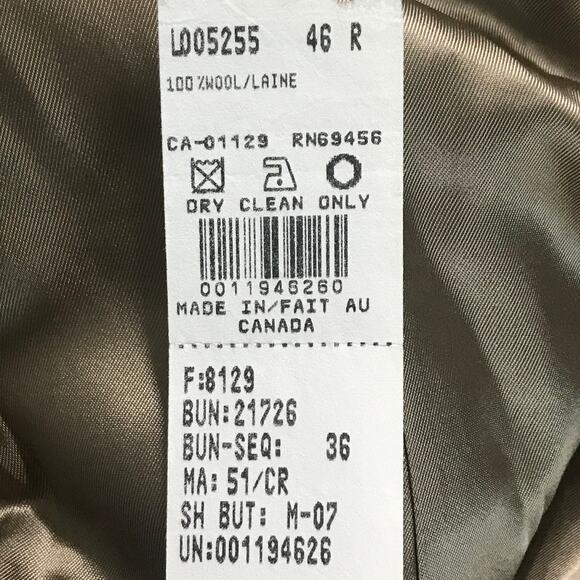 L005255 46 R
100%WOOL/LAINE
CA-01129 RN69456
DRY CLEAN ONLY
0011946260
MADE IN/FAIT AU
CANADA
F:8129
BUN:21726
BUN-SEQ: 36
MA: 51/CR
SH BUT: M-07
UN:001194626